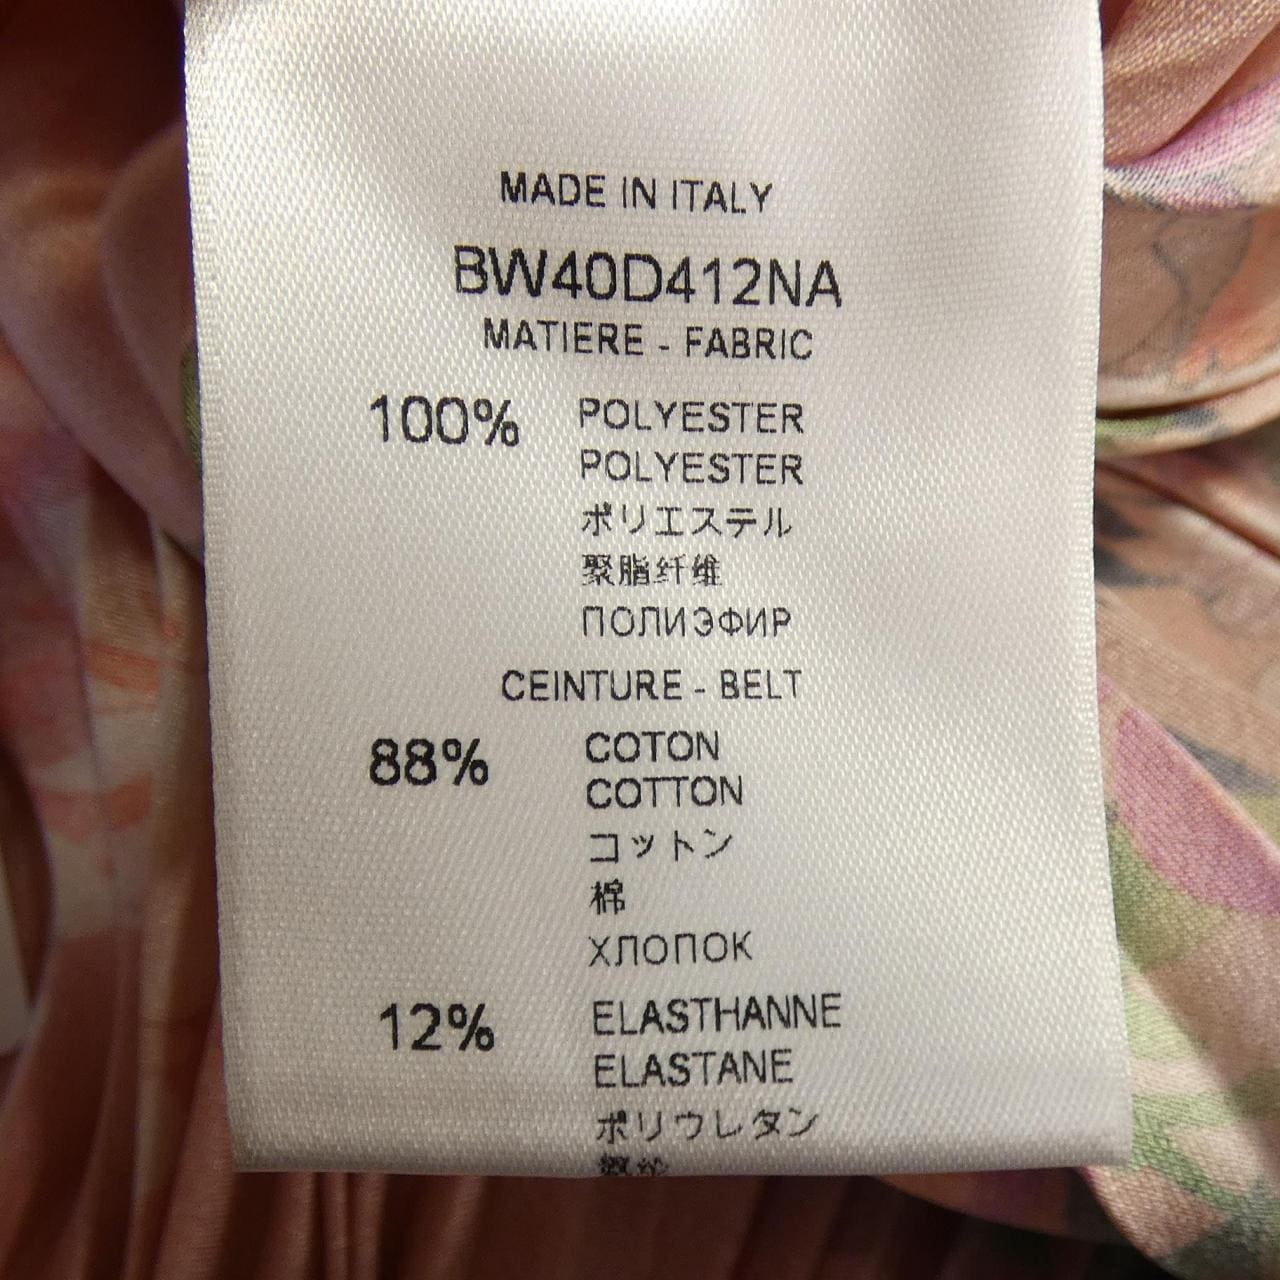 MADE IN ITALY
BW40D412NA
MATIERE - FABRIC
100% POLYESTER
POLYESTER
ポリエステル
聚脂纤维
ПОЛИЭФИР
CEINTURE - BELT
88% COTON
COTTON
コットン
棉
ХЛОПОК
12% ELASTHANNE
ELASTANE
ポリウレタン